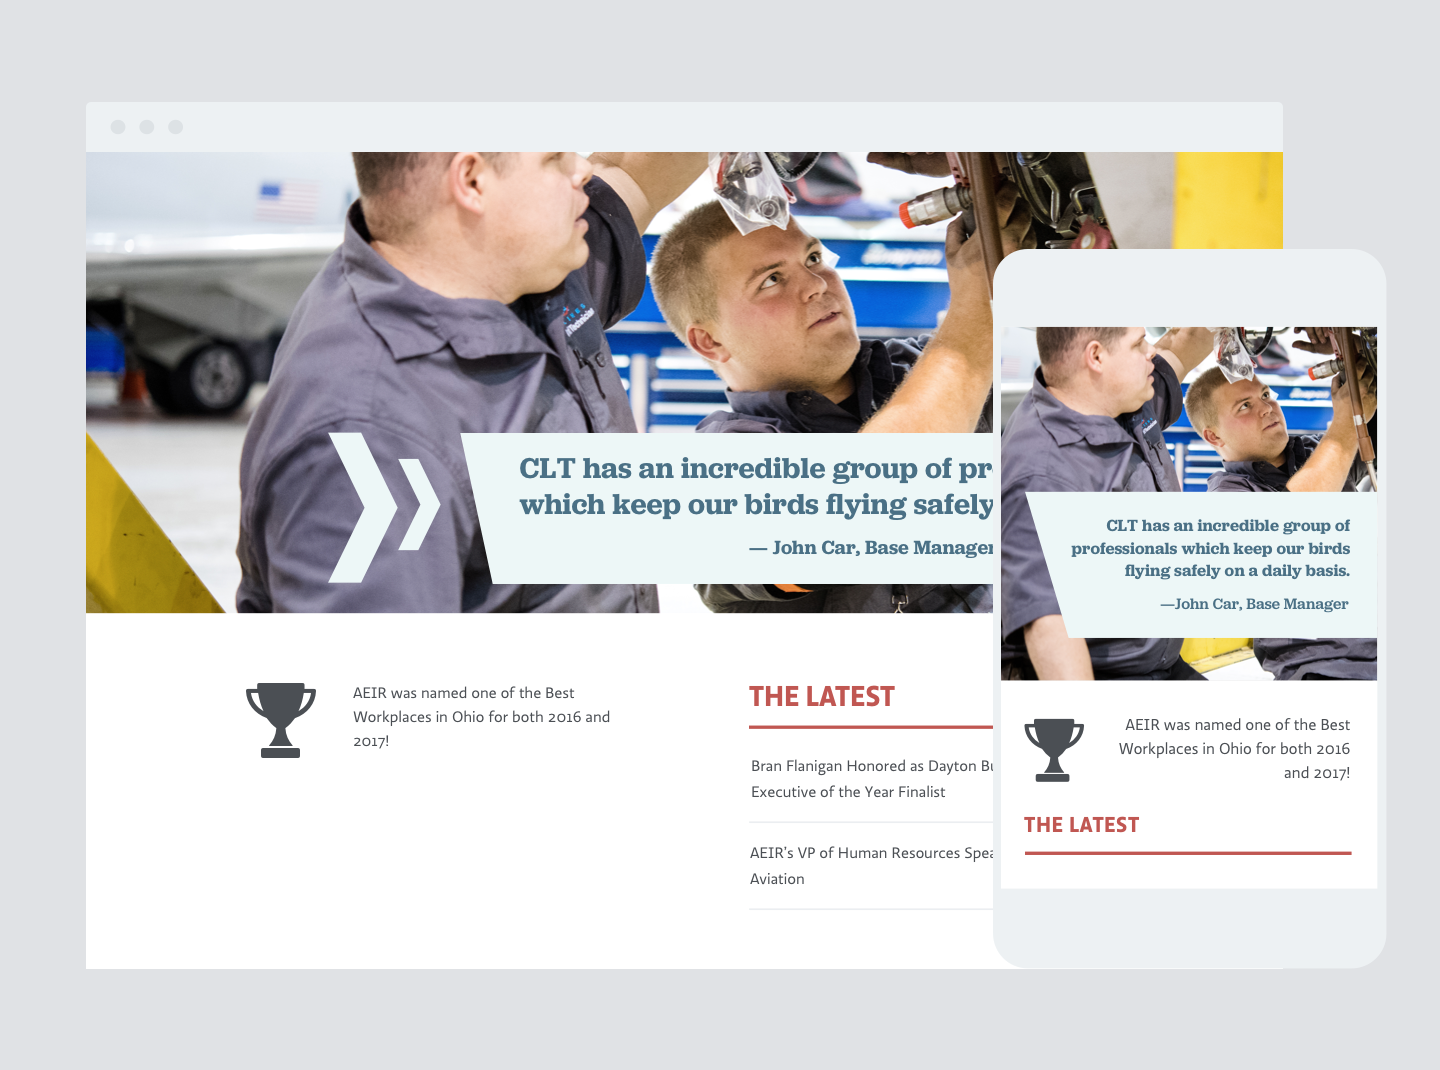 CLT has an incredible group of pr
which keep our birds flying safely
— John Car, Base Manager
AEIR was named one of the Best
Workplaces in Ohio for both 2016 and
2017!
THE LATEST
Bran Flanigan Honored as Dayton Bu
Executive of the Year Finalist
AEIR's VP of Human Resources Spea
Aviation
CLT has an incredible group of
professionals which keep our birds
flying safely on a daily basis.
—John Car, Base Manager
AEIR was named one of the Best
Workplaces in Ohio for both 2016
and 2017!
THE LATEST